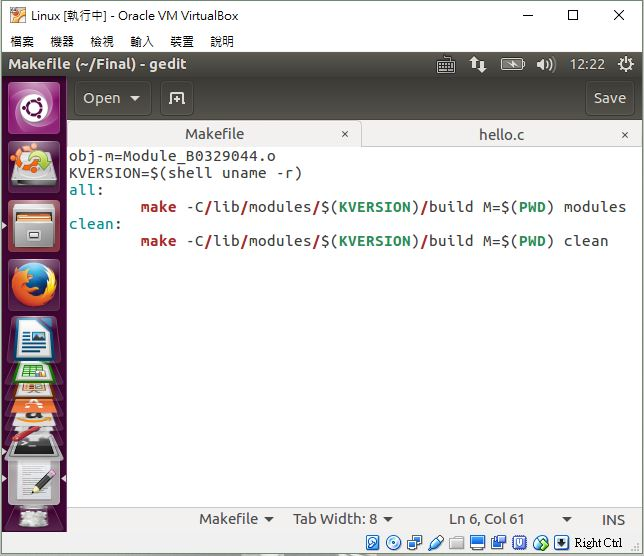 Linux [執行中] - Oracle VM VirtualBox
檔案 機器 檢視 輸入 裝置 說明
Makefile (~/Final) - gedit 12:22
Open Save
Makefile × hello.c ×
obj-m=Module_B0329044.o
KVERSION=$(shell uname -r)
all:
make -C/lib/modules/$(KVERSION)/build M=$(PWD) modules
clean:
make -C/lib/modules/$(KVERSION)/build M=$(PWD) clean
Makefile Tab Width: 8 Ln 6, Col 61 INS
Right Ctrl